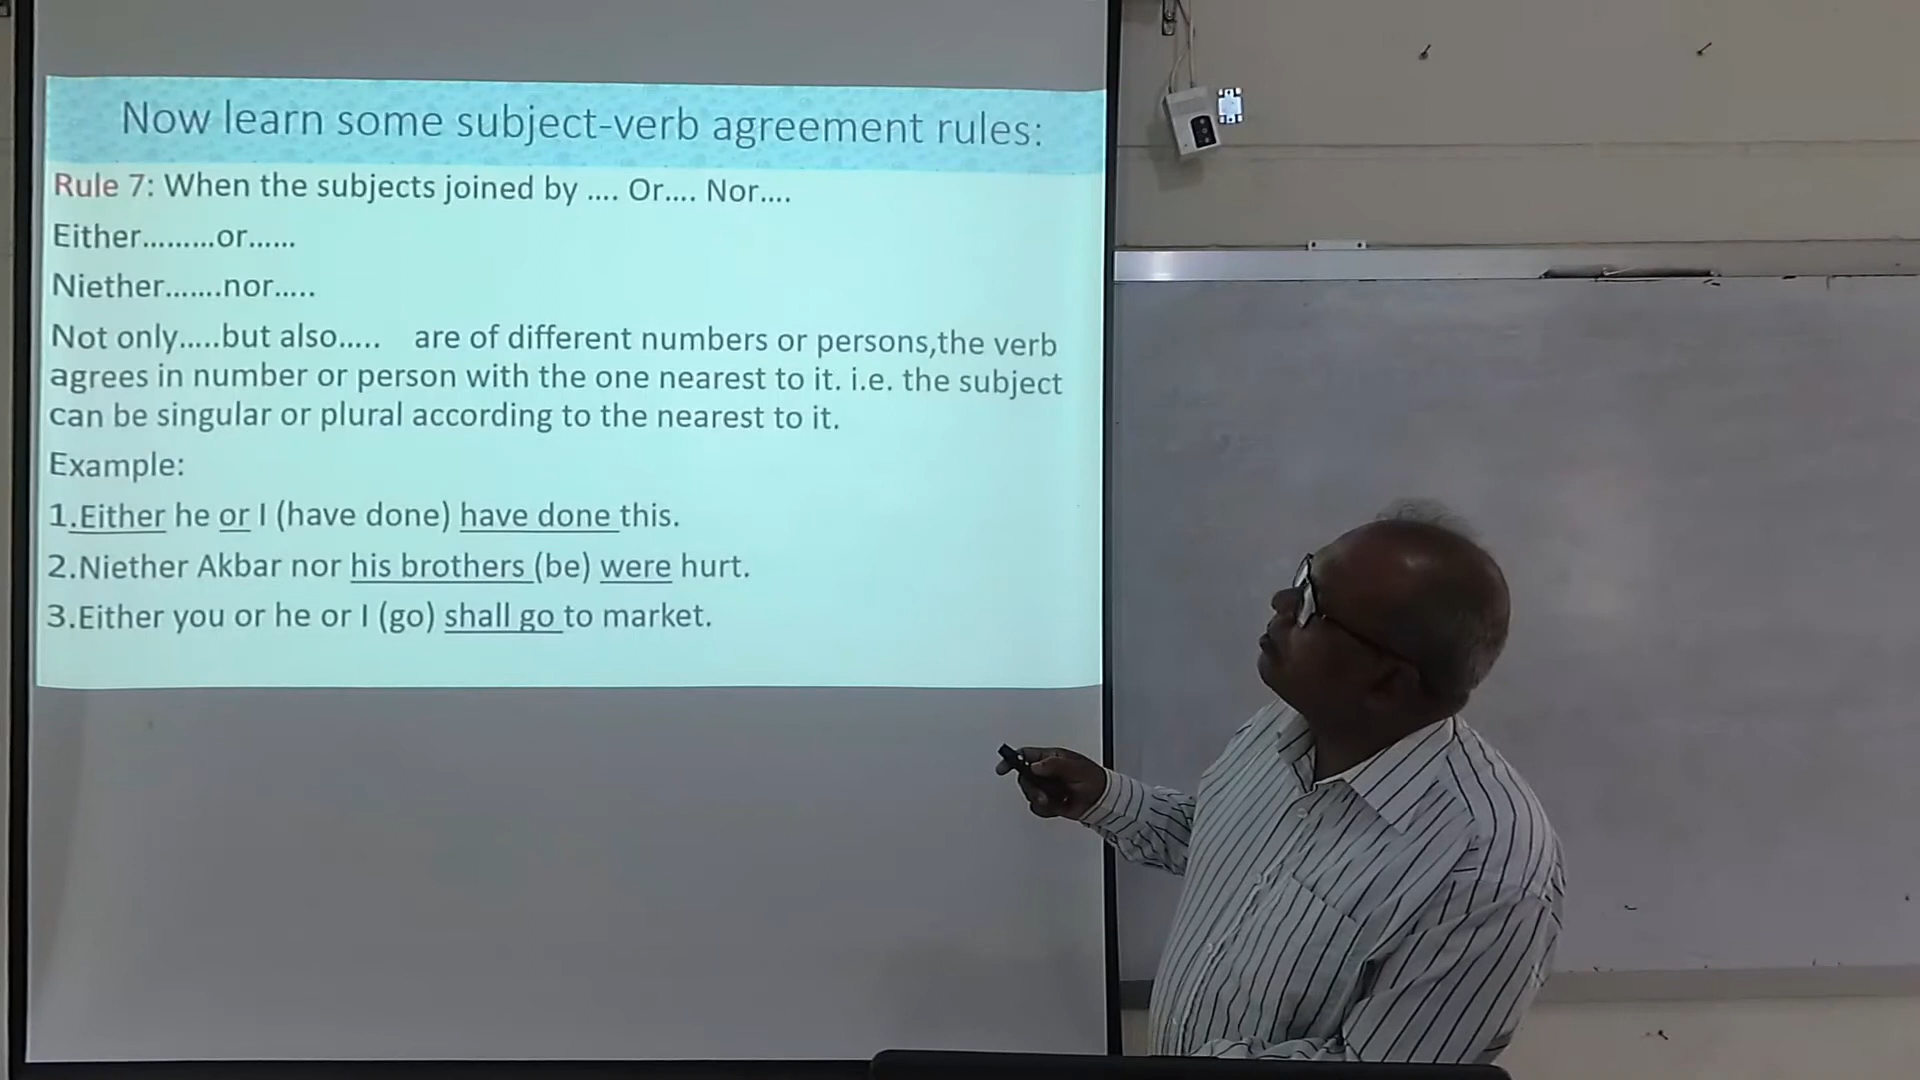 Now learn some subject-verb agreement rules:
Rule 7: When the subjects joined by .... Or.... Nor....
Either.........or......
Niether.......nor.....
Not only.....but also..... are of different numbers or persons,the verb
agrees in number or person with the one nearest to it. i.e. the subject
can be singular or plural according to the nearest to it.
Example:
1.Either he or I (have done) have done this.
2.Niether Akbar nor his brothers (be) were hurt.
3.Either you or he or I (go) shall go to market.